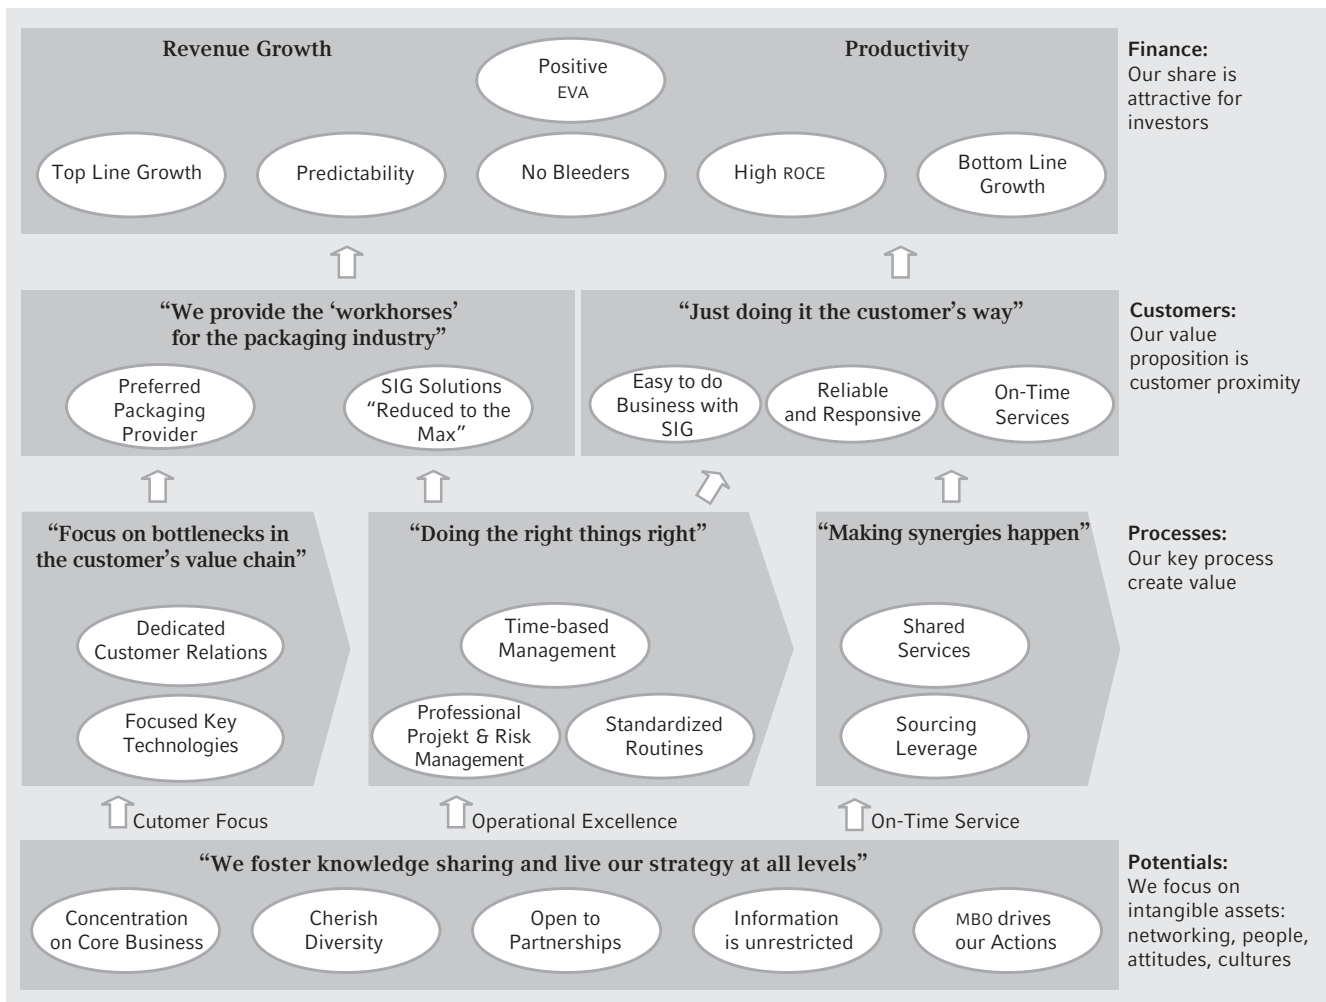 Revenue Growth
Productivity
Positive
EVA
Top Line Growth
Predictability
No Bleeders
High ROCE
Bottom Line
Growth
Finance:
Our share is
attractive for
investors
“We provide the ‘workhorses’
for the packaging industry”
Preferred
Packaging
Provider
SIG Solutions
“Reduced to the
Max”
“Just doing it the customer’s way”
Easy to do
Business with
SIG
Reliable
and Responsive
On-Time
Services
Customers:
Our value
proposition is
customer proximity
“Focus on bottlenecks in
the customer’s value chain”
Dedicated
Customer Relations
Focused Key
Technologies
“Doing the right things right”
Time-based
Management
Professional
Projekt & Risk
Management
Standardized
Routines
“Making synergies happen”
Shared
Services
Sourcing
Leverage
Processes:
Our key process
create value
Cutomer Focus
Operational Excellence
On-Time Service
“We foster knowledge sharing and live our strategy at all levels”
Concentration
on Core Business
Cherish
Diversity
Open to
Partnerships
Information
is unrestricted
MBO drives
our Actions
Potentials:
We focus on
intangible assets:
networking, people,
attitudes, cultures